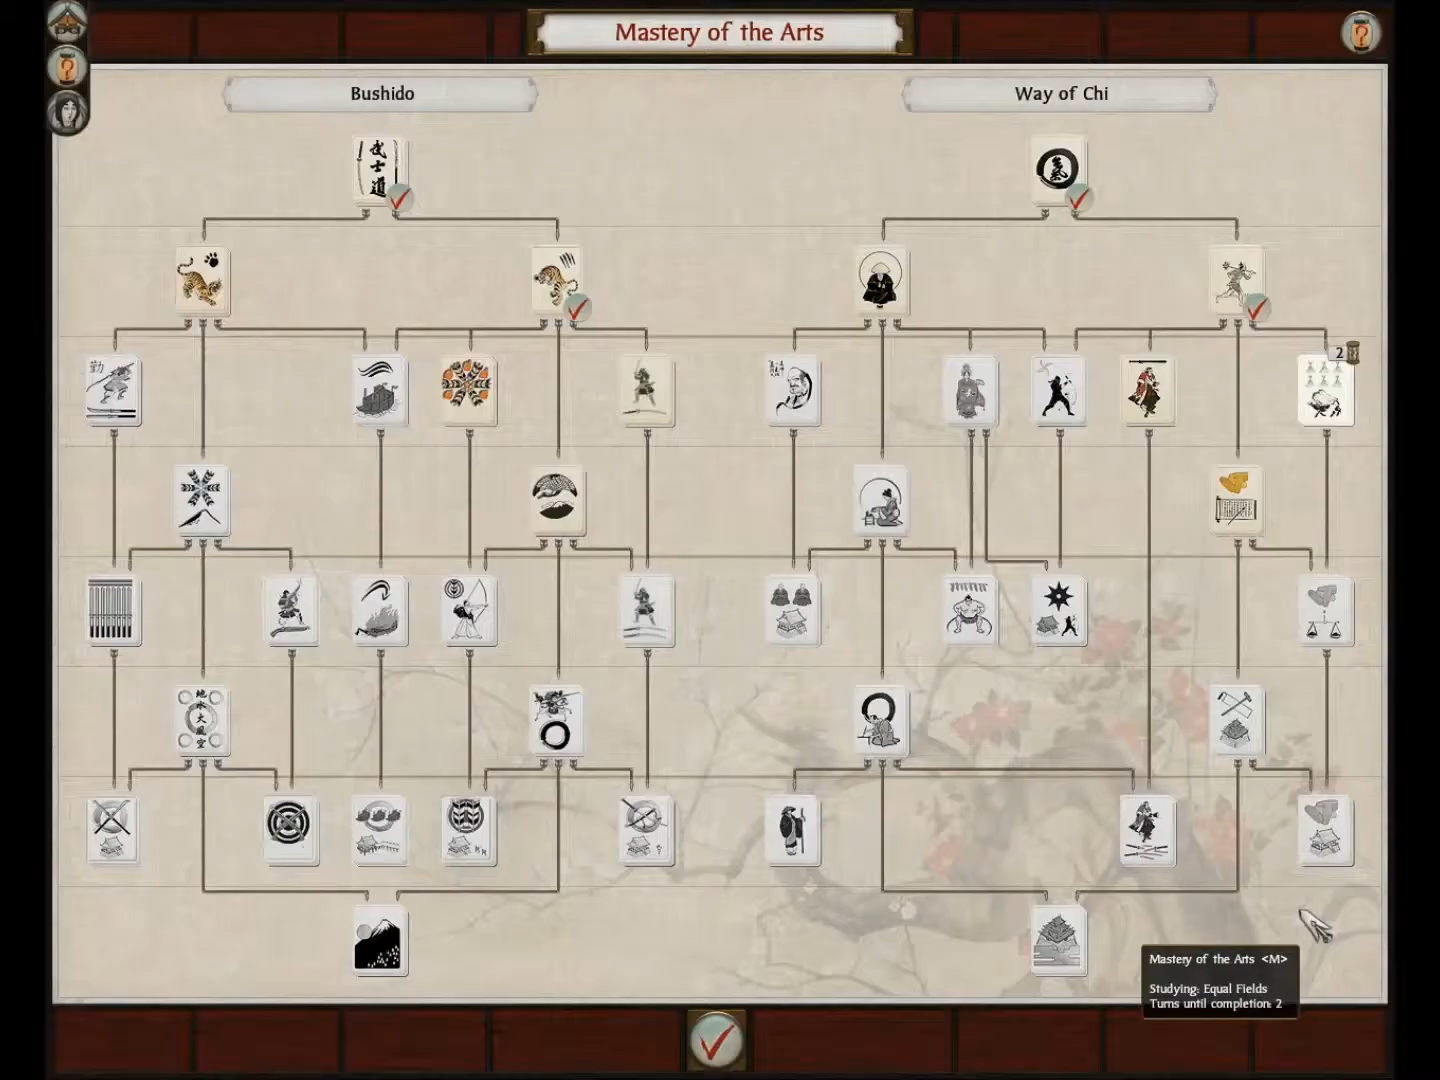 Mastery of the Arts
Bushido
Way of Chi
武士道
2
Mastery of the Arts <M>
Studying: Equal Fields
Turns until completion: 2